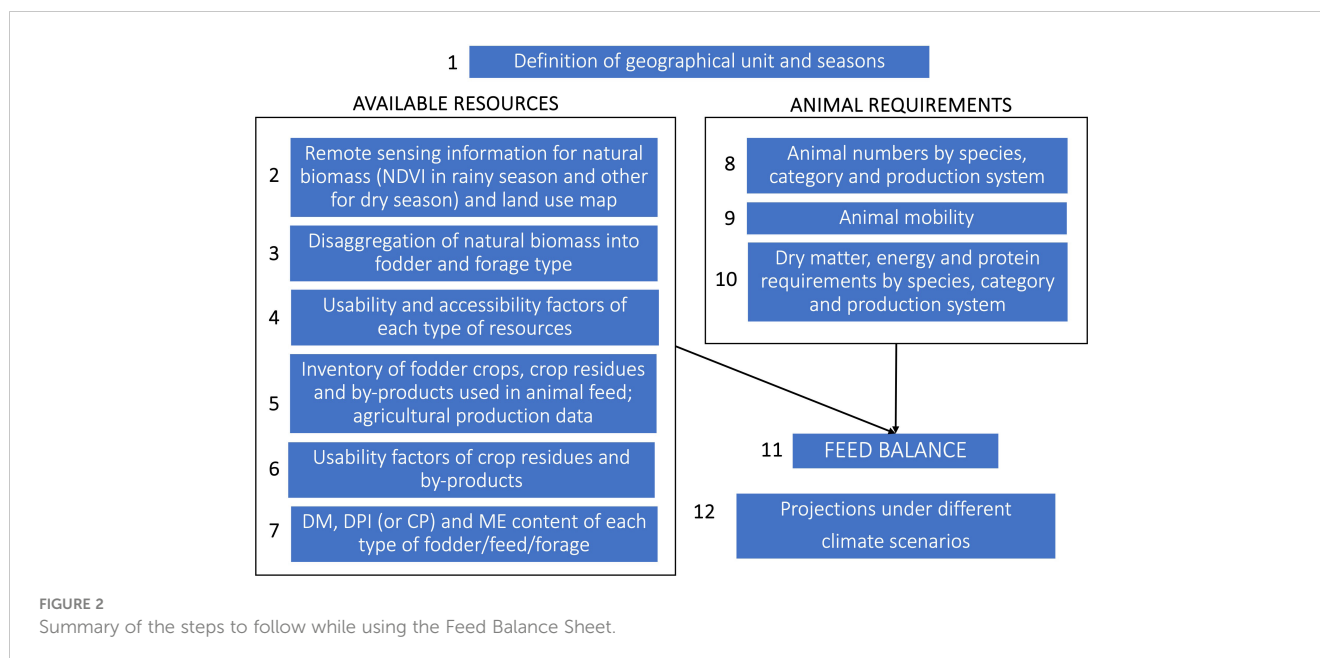 1
Definition of geographical unit and seasons
AVAILABLE RESOURCES
2
Remote sensing information for natural
biomass (NDVI in rainy season and other
for dry season) and land use map
3
Disaggregation of natural biomass into
fodder and forage type
4
Usability and accessibility factors of
each type of resources
5
Inventory of fodder crops, crop residues
and by-products used in animal feed;
agricultural production data
6
Usability factors of crop residues and
by-products
7
DM, DPI (or CP) and ME content of each
type of fodder/feed/forage
ANIMAL REQUIREMENTS
8
Animal numbers by species,
category and production system
9
Animal mobility
10
Dry matter, energy and protein
requirements by species, category
and production system
11
FEED BALANCE
12
Projections under different
climate scenarios
FIGURE 2
Summary of the steps to follow while using the Feed Balance Sheet.